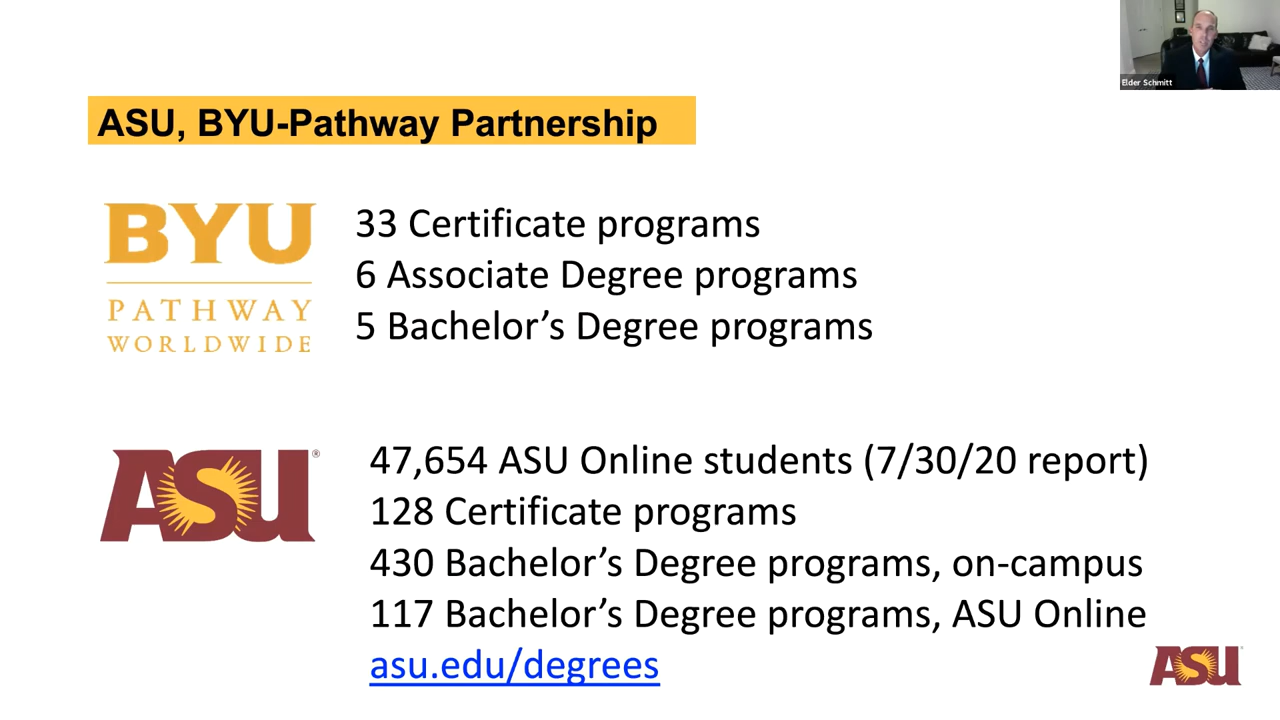 Elder Schmitt
ASU, BYU-Pathway Partnership
BYU
PATHWAY
WORLDWIDE
33 Certificate programs
6 Associate Degree programs
5 Bachelor’s Degree programs
ASU®
47,654 ASU Online students (7/30/20 report)
128 Certificate programs
430 Bachelor’s Degree programs, on-campus
117 Bachelor’s Degree programs, ASU Online
asu.edu/degrees
ASU